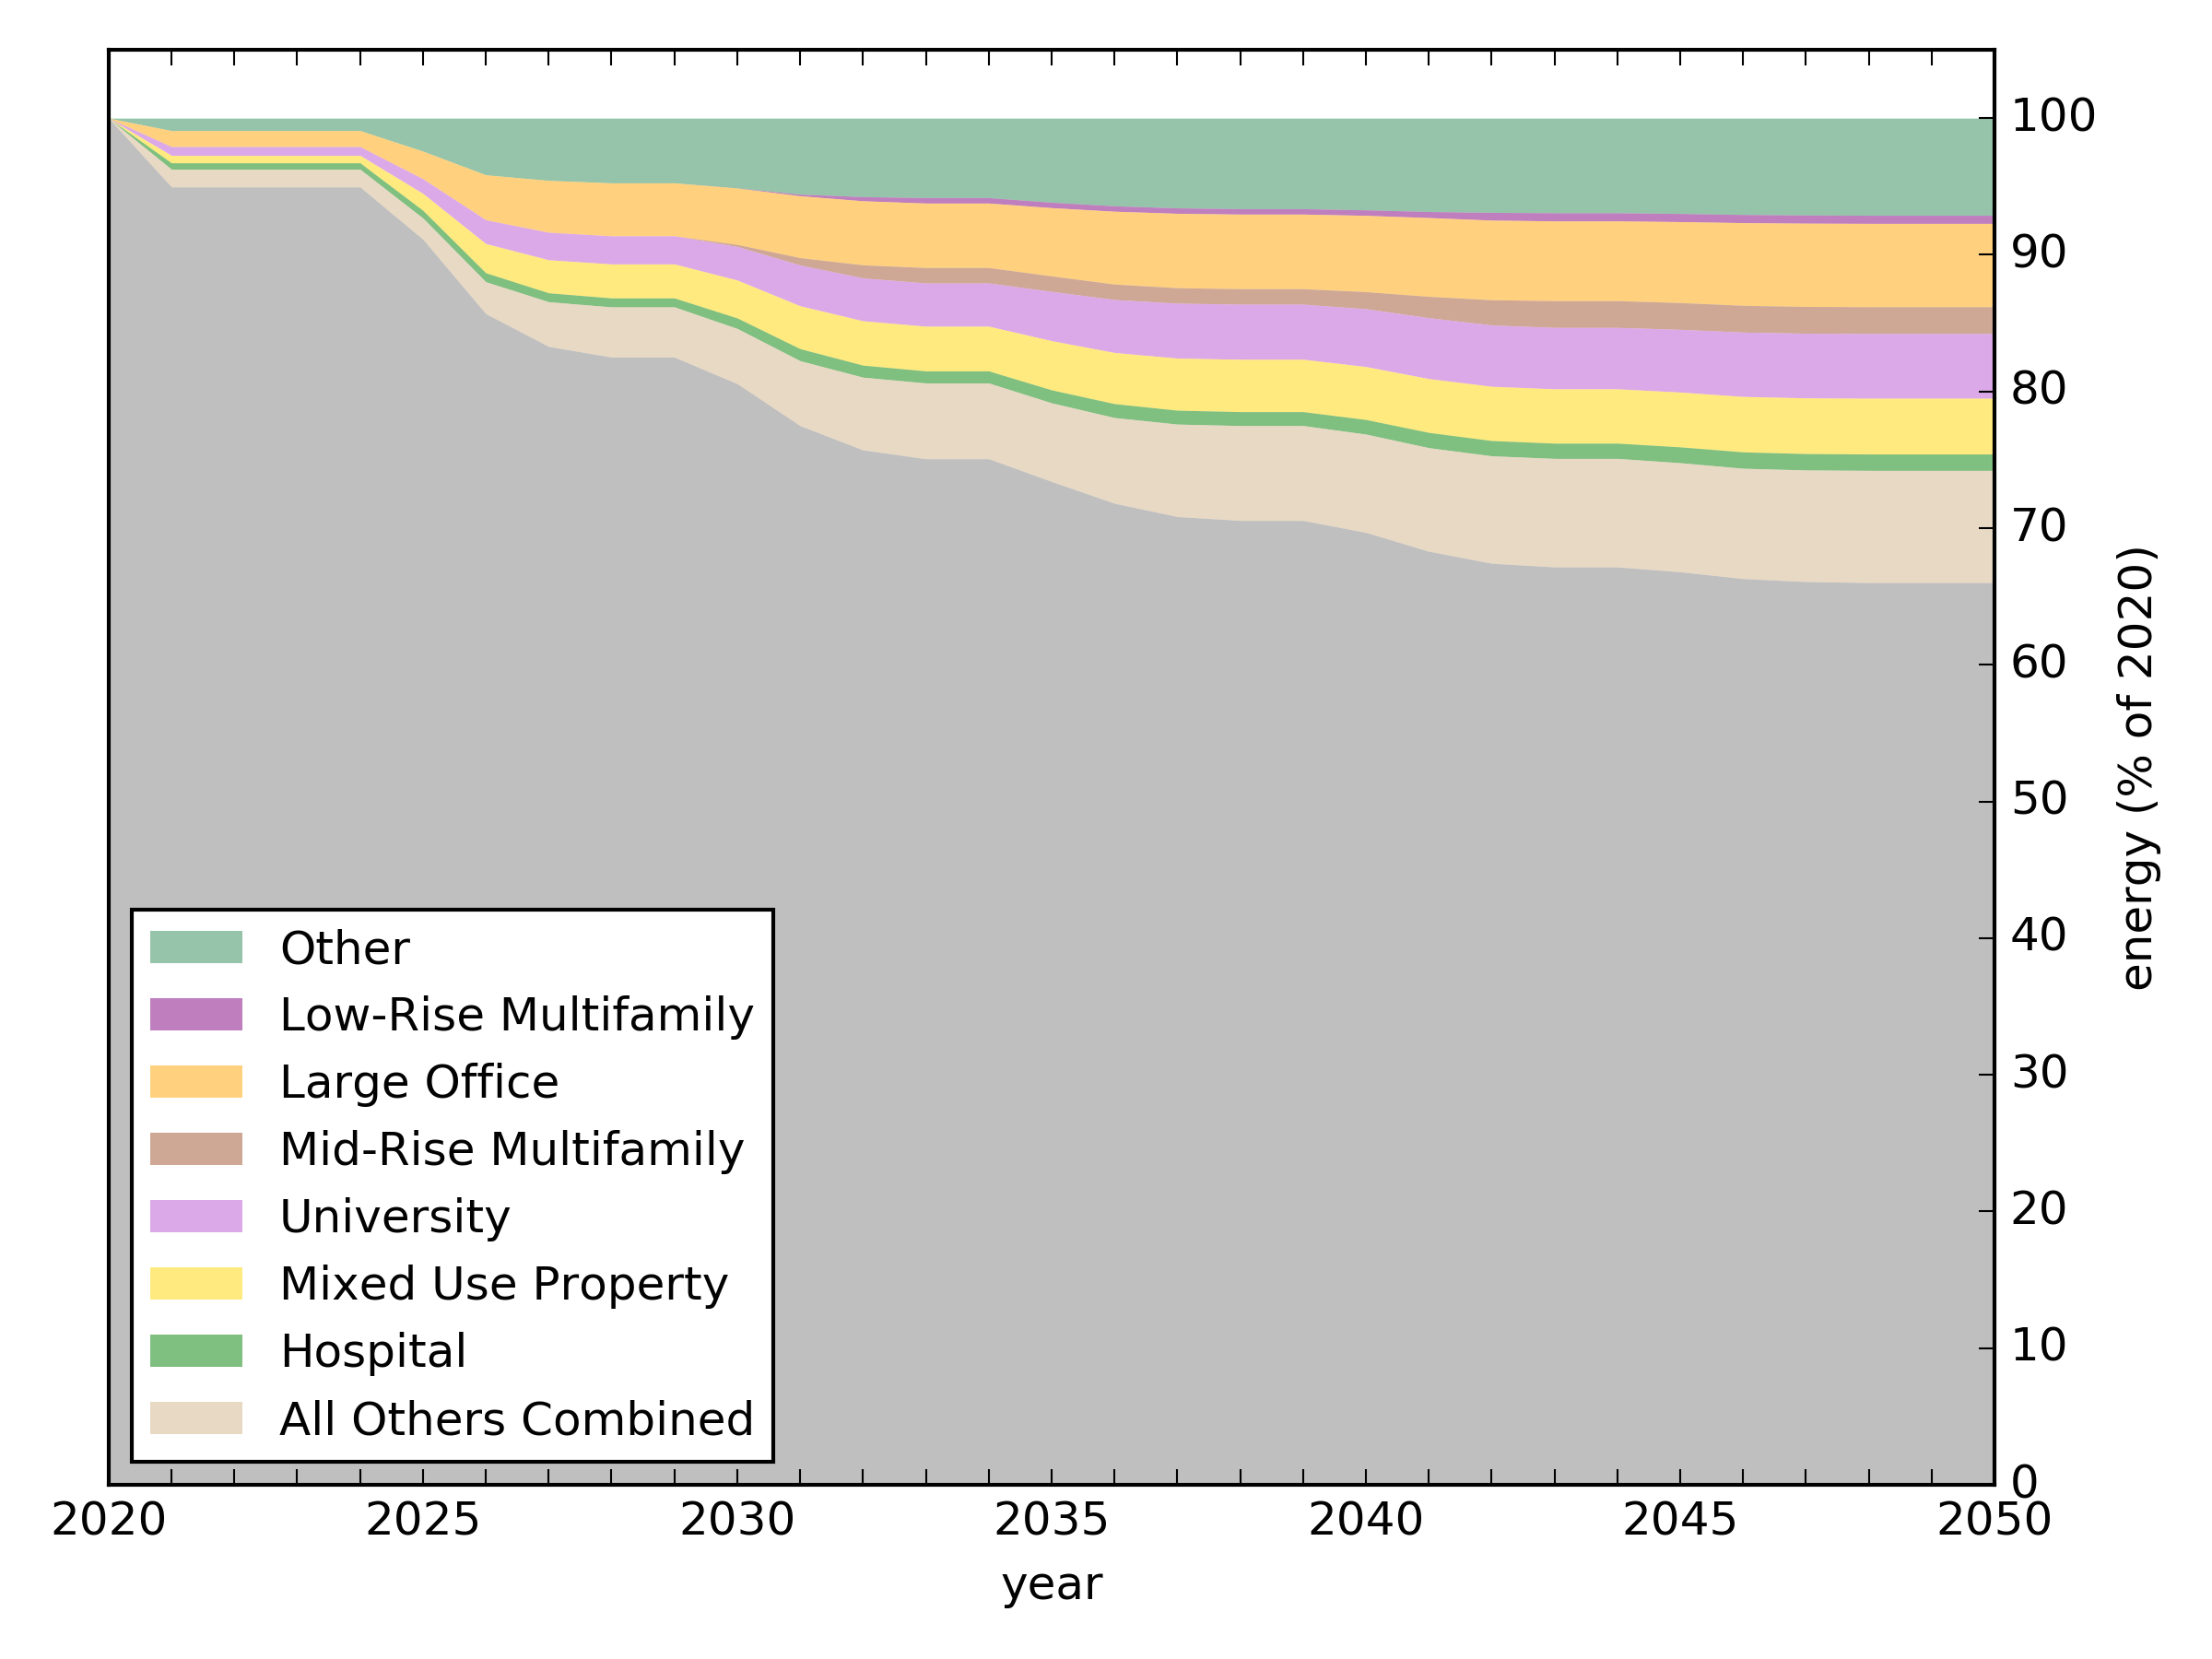 100
90
80
70
60
50
40
30
20
10
0
energy (% of 2020)
Other
Low-Rise Multifamily
Large Office
Mid-Rise Multifamily
University
Mixed Use Property
Hospital
All Others Combined
2020 2025 2030 2035 2040 2045 2050
year